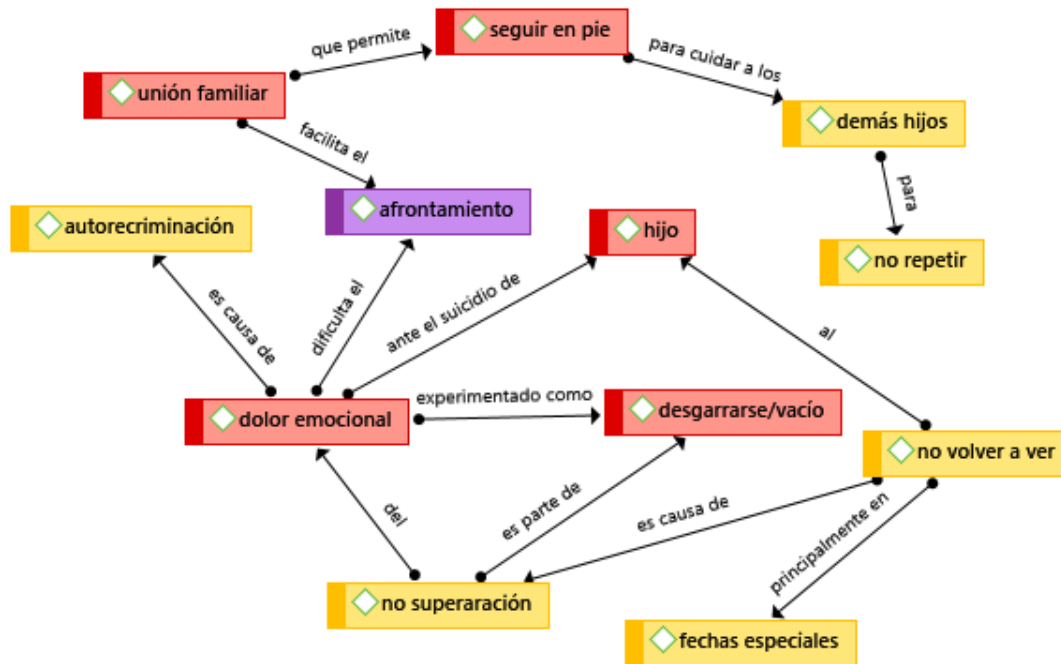 seguir en pie
que permite
para cuidar a los
unión familiar
demás hijos
facilita el
para
afrontamiento
autorecriminación
hijo
no repetir
es causa de
dificulta el
ante el suicidio de
al
experimentado como
desgarrarse/vacío
dolor emocional
no volver a ver
del
es parte de
es causa de
principalmente en
no superaración
fechas especiales